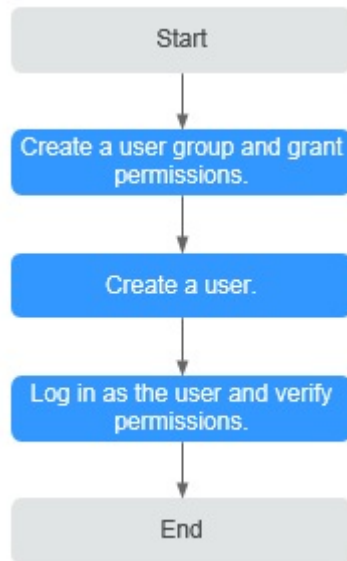 Start
Create a user group and grant
permissions.
Create a user.
Log in as the user and verify
permissions.
End